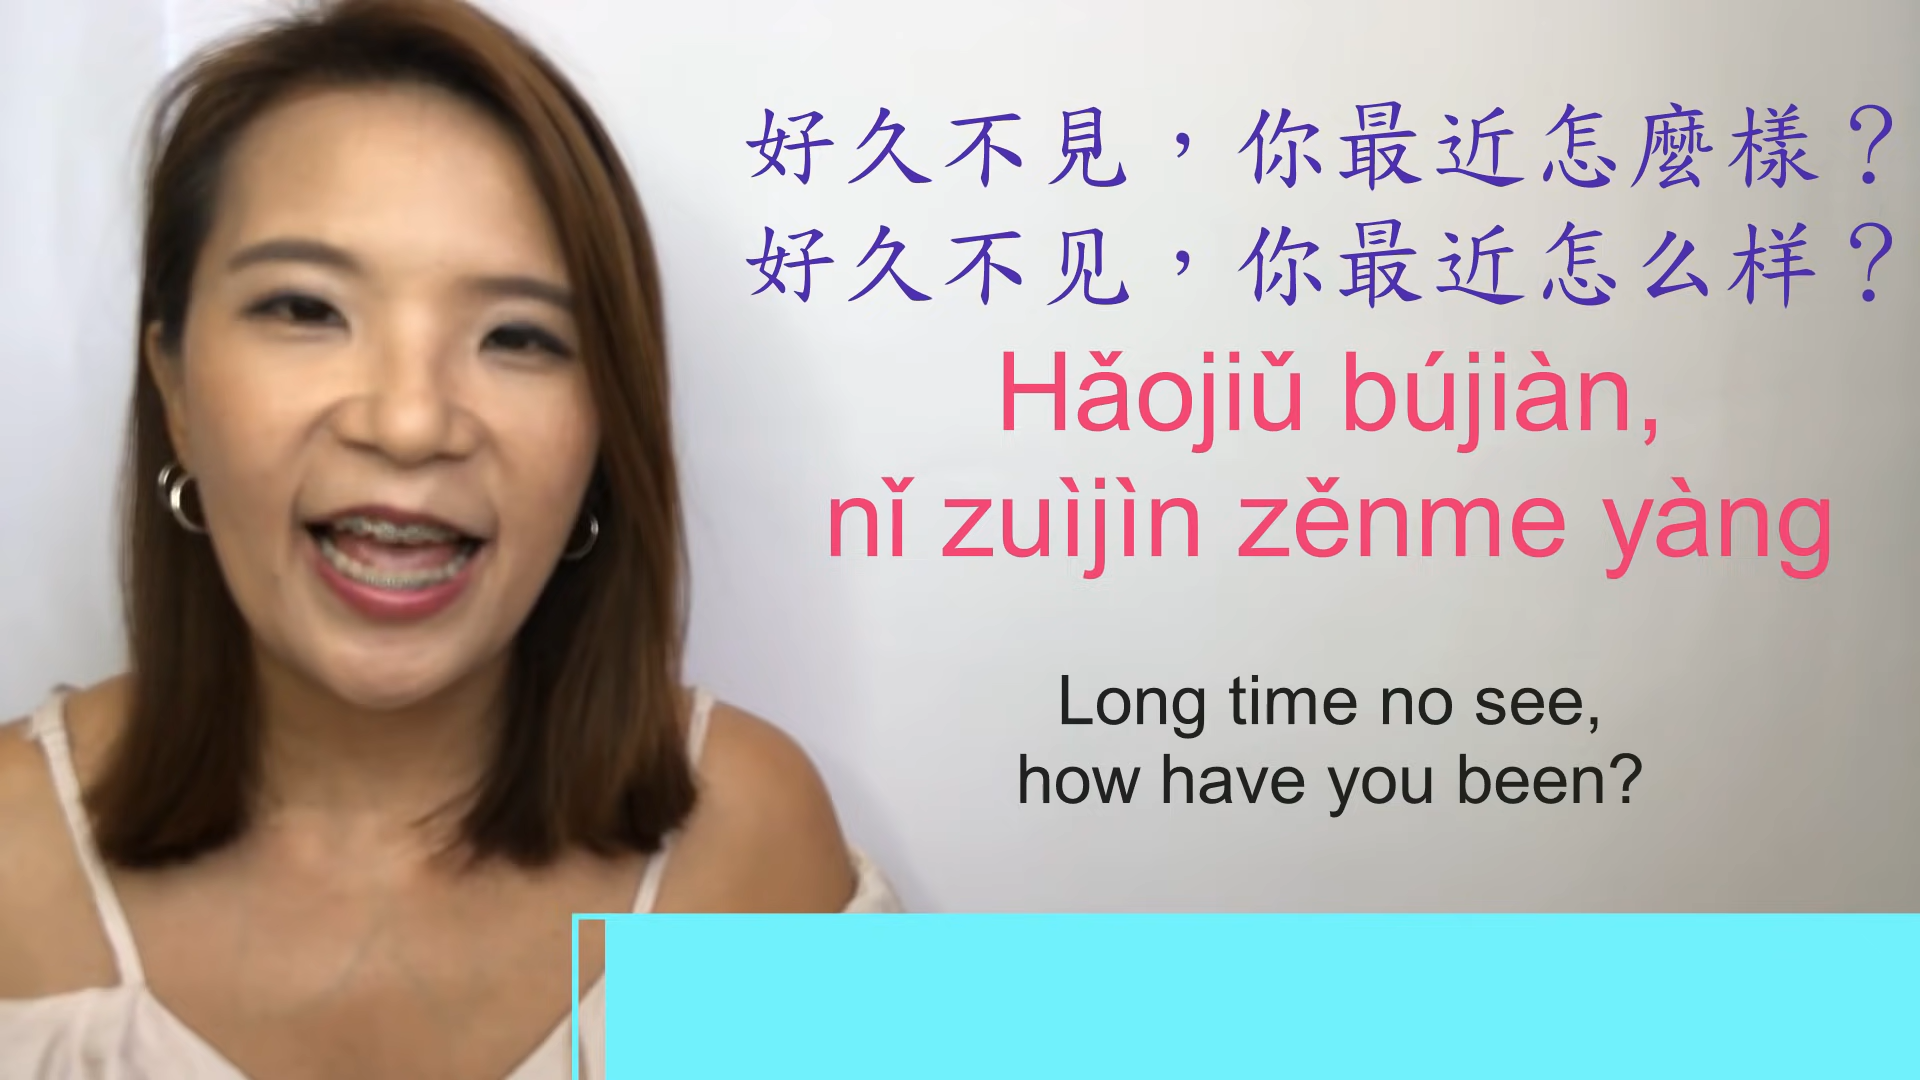 好久不見，你最近怎麼樣？
好久不见，你最近怎么样？
Hǎojiǔ bújiàn,
nǐ zuìjìn zěnme yàng
Long time no see,
how have you been?